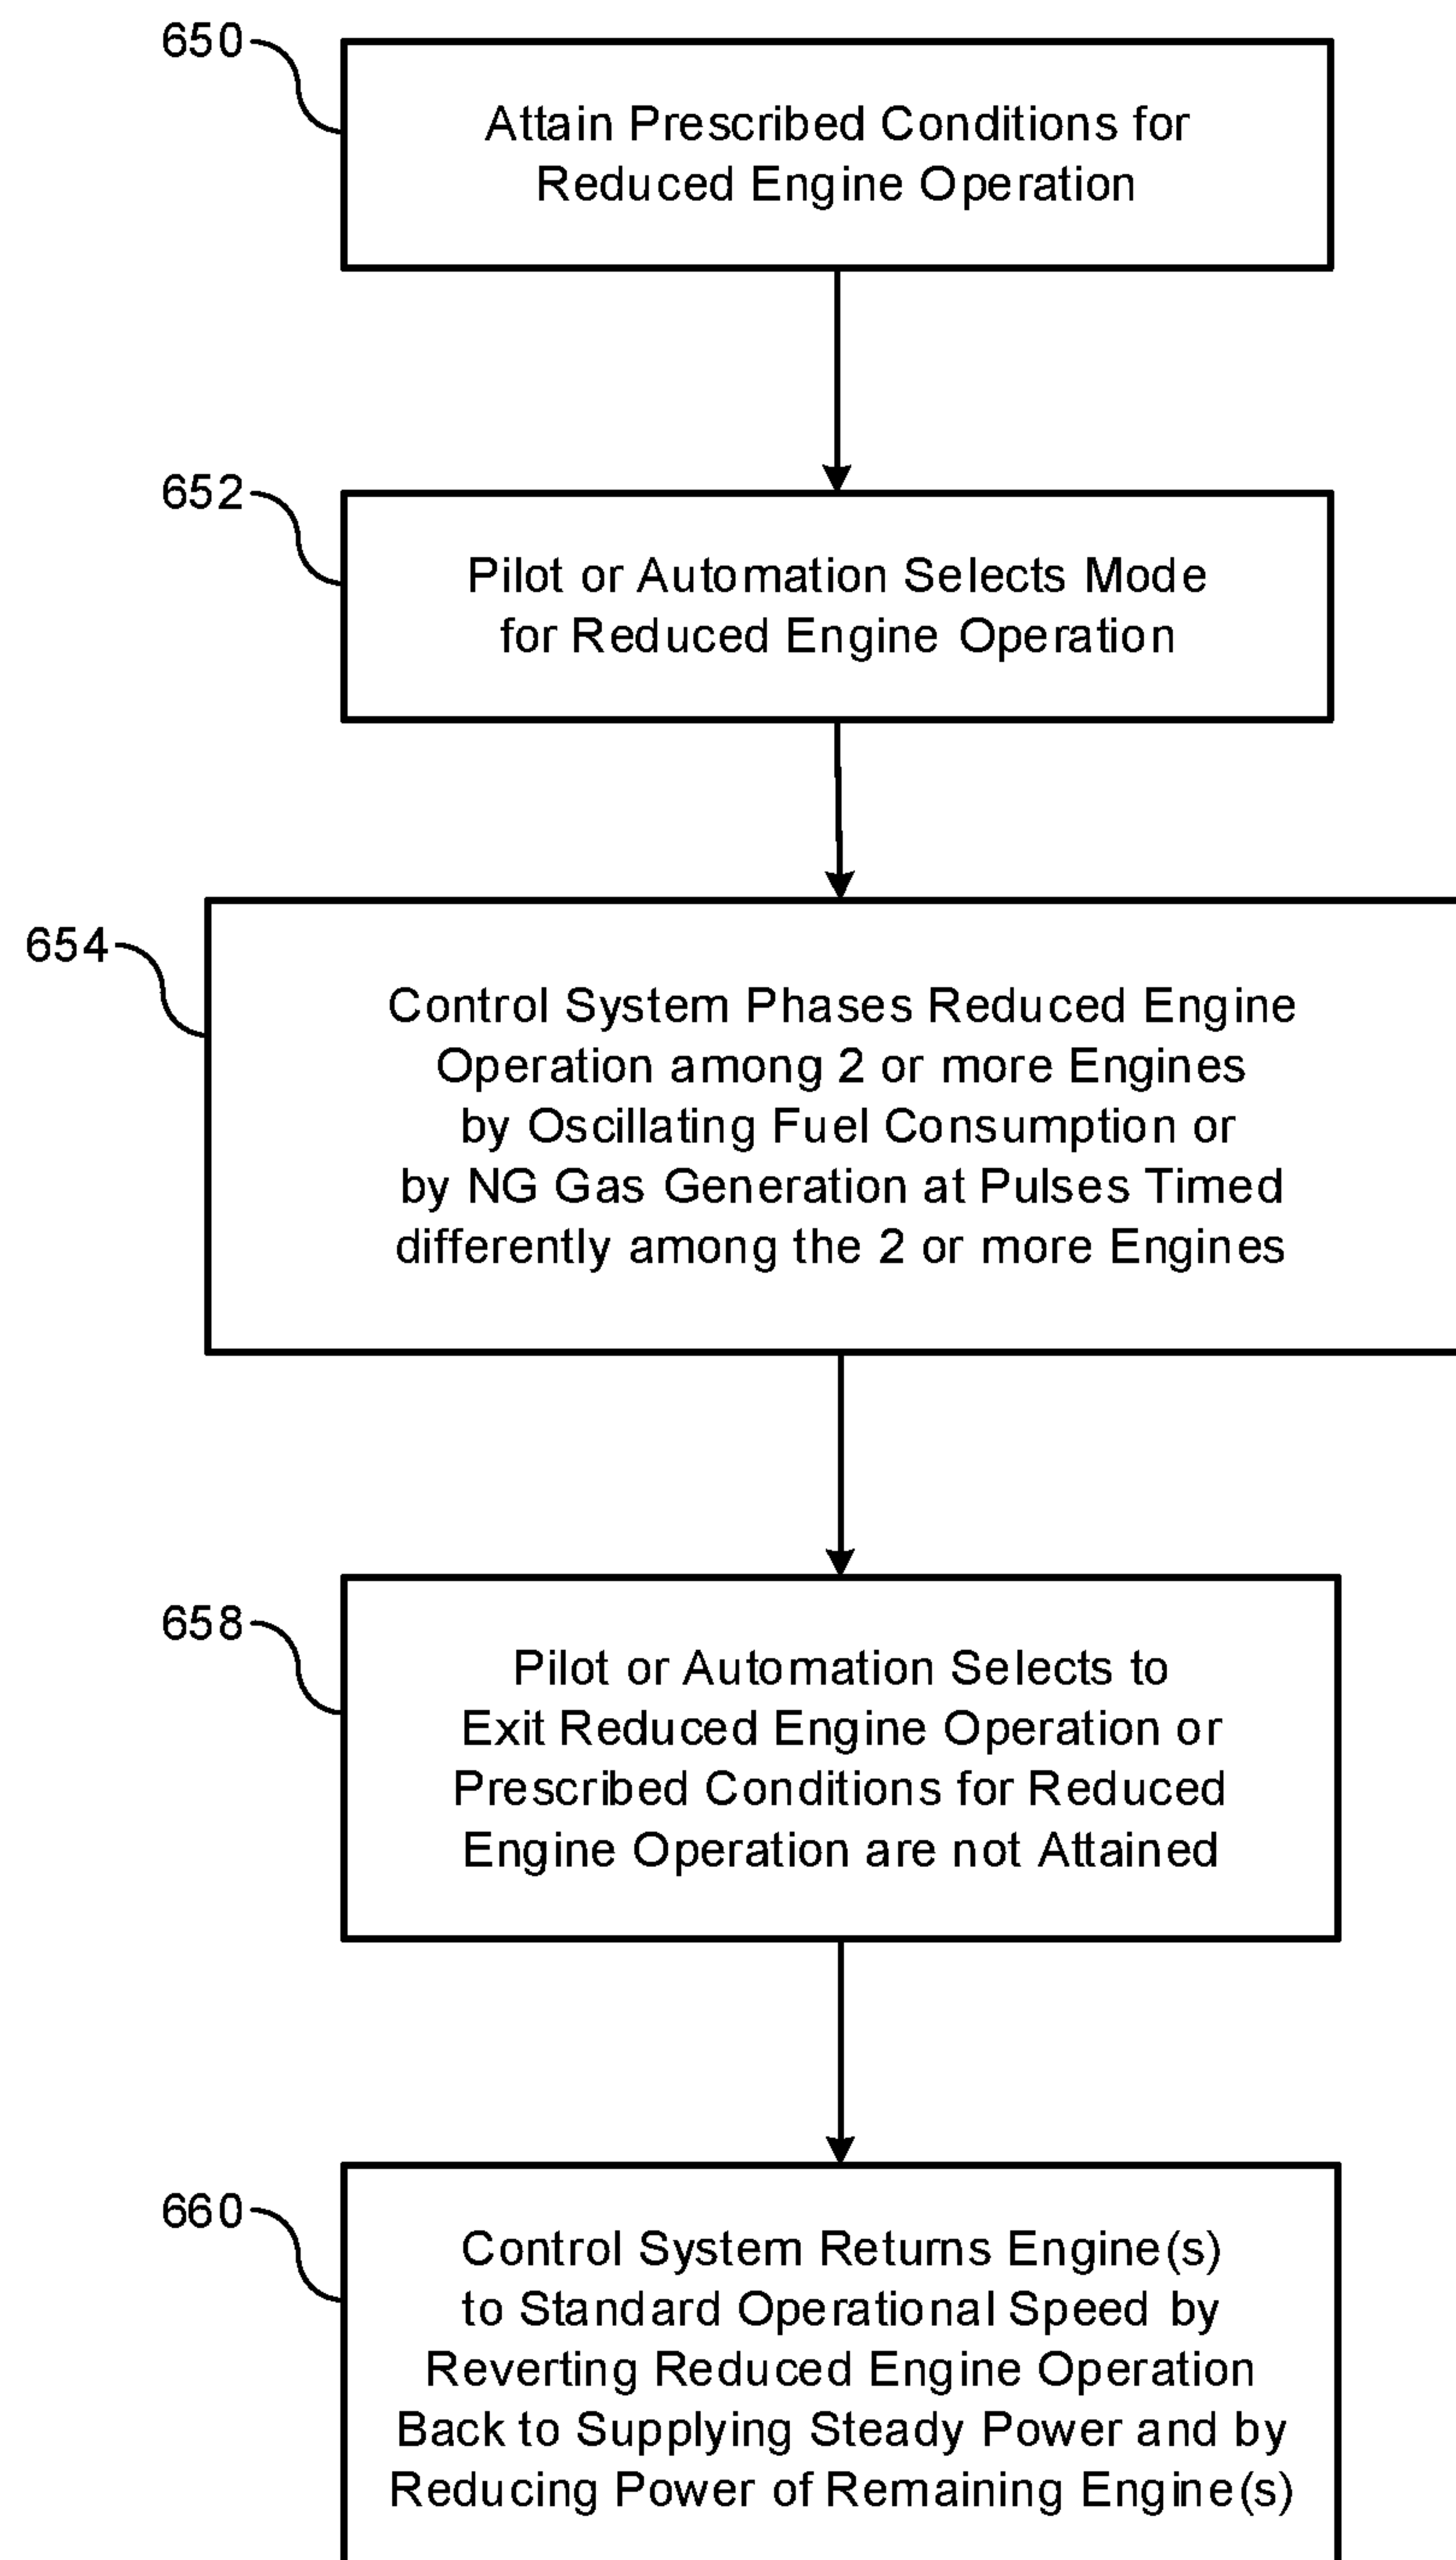 650
Attain Prescribed Conditions for
Reduced Engine Operation
652
Pilot or Automation Selects Mode
for Reduced Engine Operation
654
Control System Phases Reduced Engine
Operation among 2 or more Engines
by Oscillating Fuel Consumption or
by NG Gas Generation at Pulses Timed
differently among the 2 or more Engines
658
Pilot or Automation Selects to
Exit Reduced Engine Operation or
Prescribed Conditions for Reduced
Engine Operation are not Attained
660
Control System Returns Engine(s)
to Standard Operational Speed by
Reverting Reduced Engine Operation
Back to Supplying Steady Power and by
Reducing Power of Remaining Engine(s)